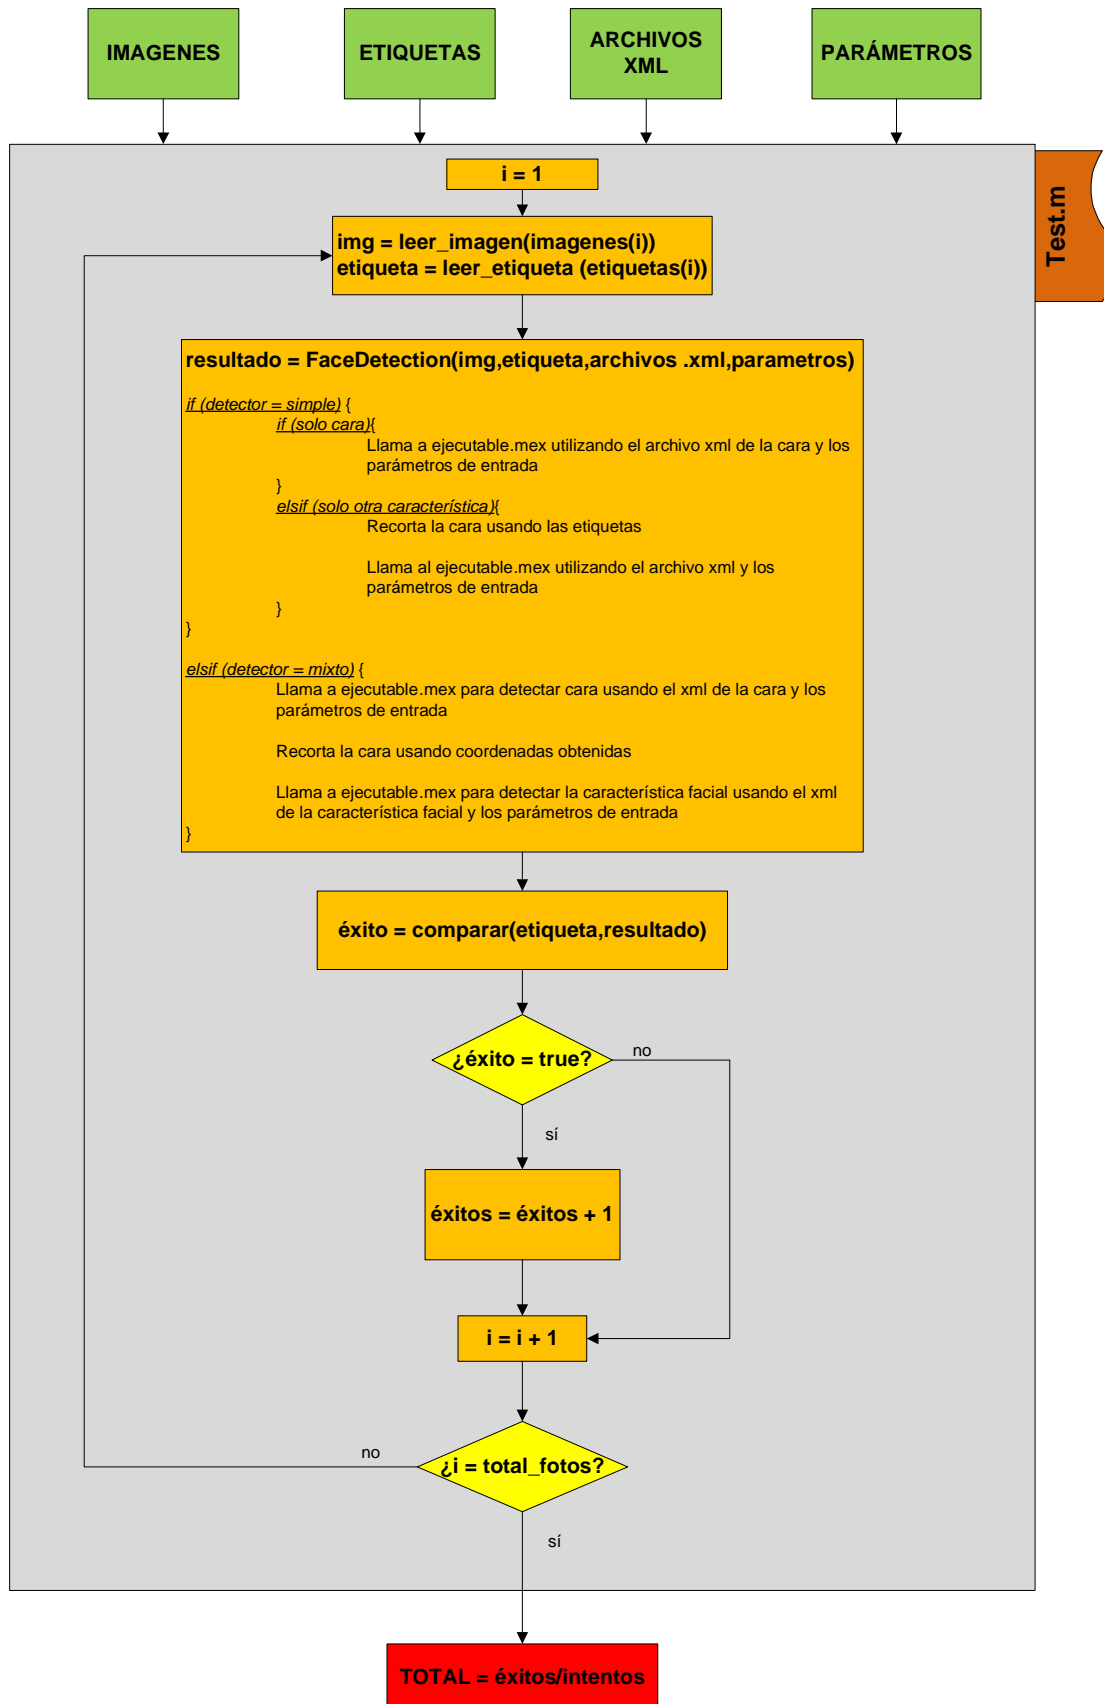 IMAGENES
ETIQUETAS
ARCHIVOS
XML
PARÁMETROS
Test.m
i = 1
img = leer_imagen(imagenes(i))
etiqueta = leer_etiqueta (etiquetas(i))
resultado = FaceDetection(img,etiqueta,archivos .xml,parametros)
if (detector = simple) {
if (solo cara){
Llama a ejecutable.mex utilizando el archivo xml de la cara y los
parámetros de entrada
}
elsif (solo otra característica){
Recorta la cara usando las etiquetas
Llama al ejecutable.mex utilizando el archivo xml y los
parámetros de entrada
}
}
elsif (detector = mixto) {
Llama a ejecutable.mex para detectar cara usando el xml de la cara y los
parámetros de entrada
Recorta la cara usando coordenadas obtenidas
Llama a ejecutable.mex para detectar la característica facial usando el xml
de la característica facial y los parámetros de entrada
}
éxito = comparar(etiqueta,resultado)
¿éxito = true?
no
sí
éxitos = éxitos + 1
i = i + 1
no
¿i = total_fotos?
sí
TOTAL = éxitos/intentos